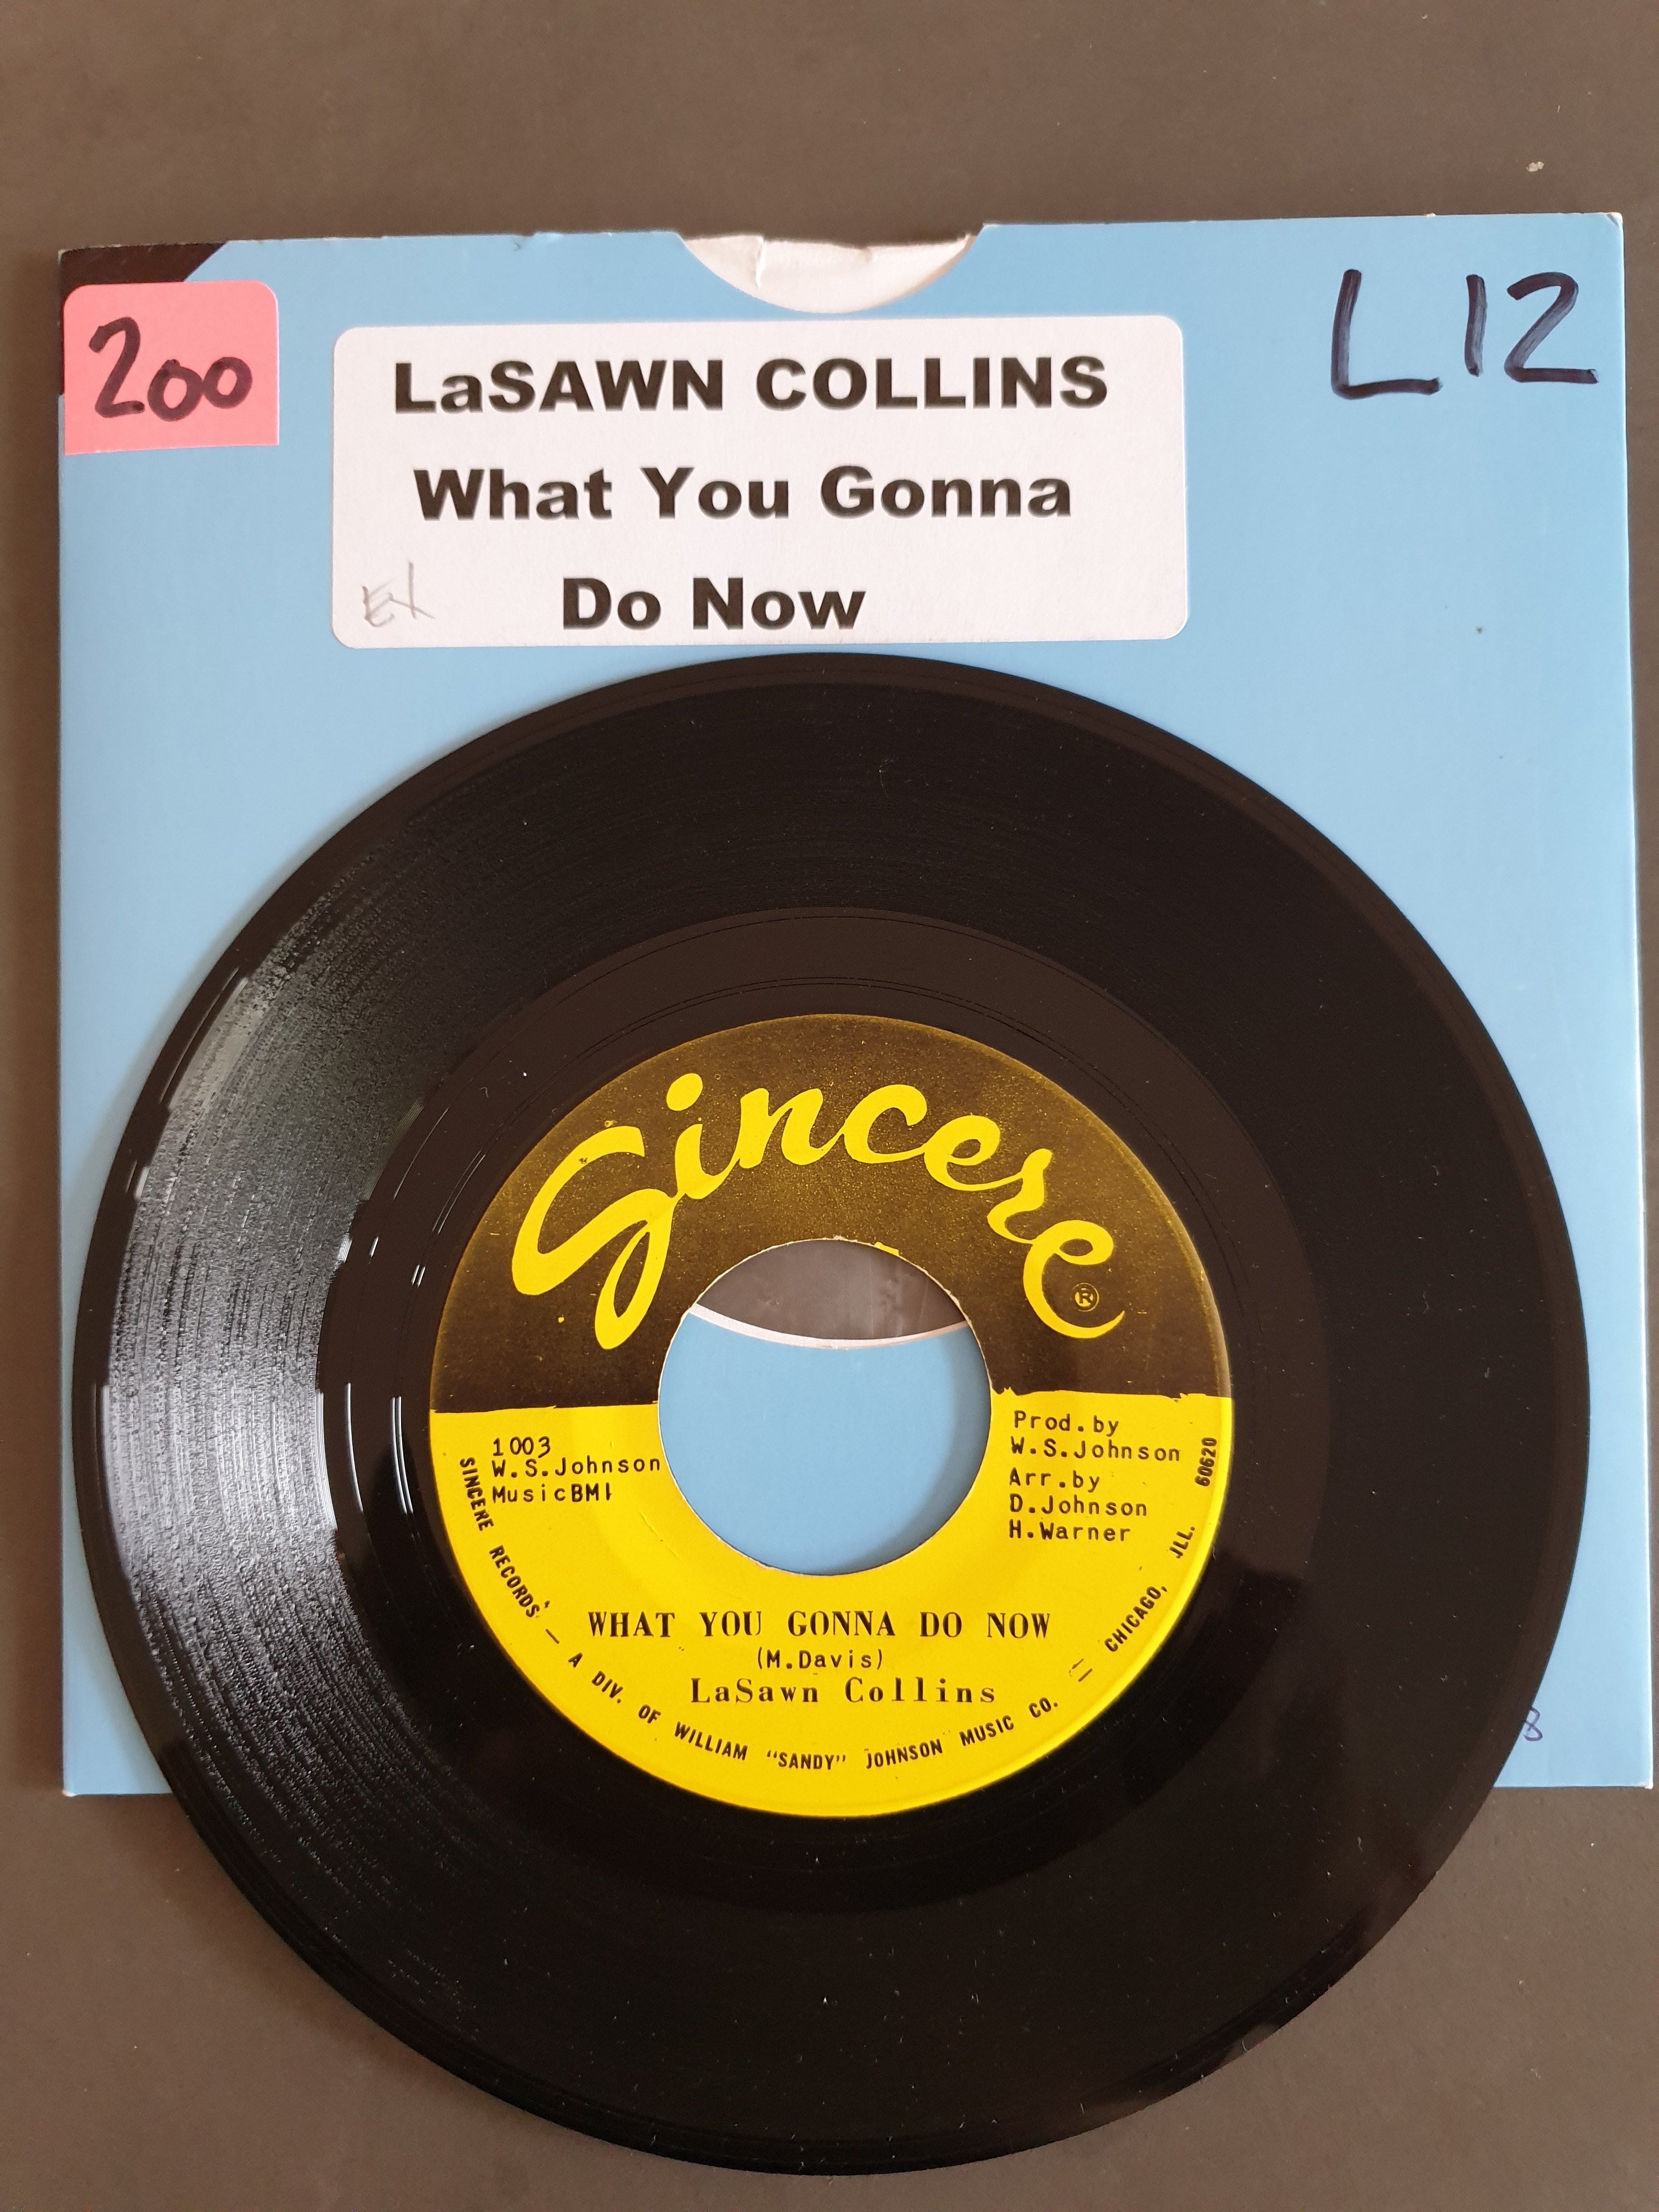 200
L12
LaSAWN COLLINS
What You Gonna
Do Now
EX
Sincere
®
1003
W.S.Johnson
MusicBMI
Prod.by
W.S.Johnson
Arr.by
D.Johnson
H.Warner
WHAT YOU GONNA DO NOW
(M.Davis)
LaSawn Collins
SINCERE RECORDS' — A DIV. OF WILLIAM "SANDY" JOHNSON MUSIC CO. — CHICAGO, ILL. 60620
8